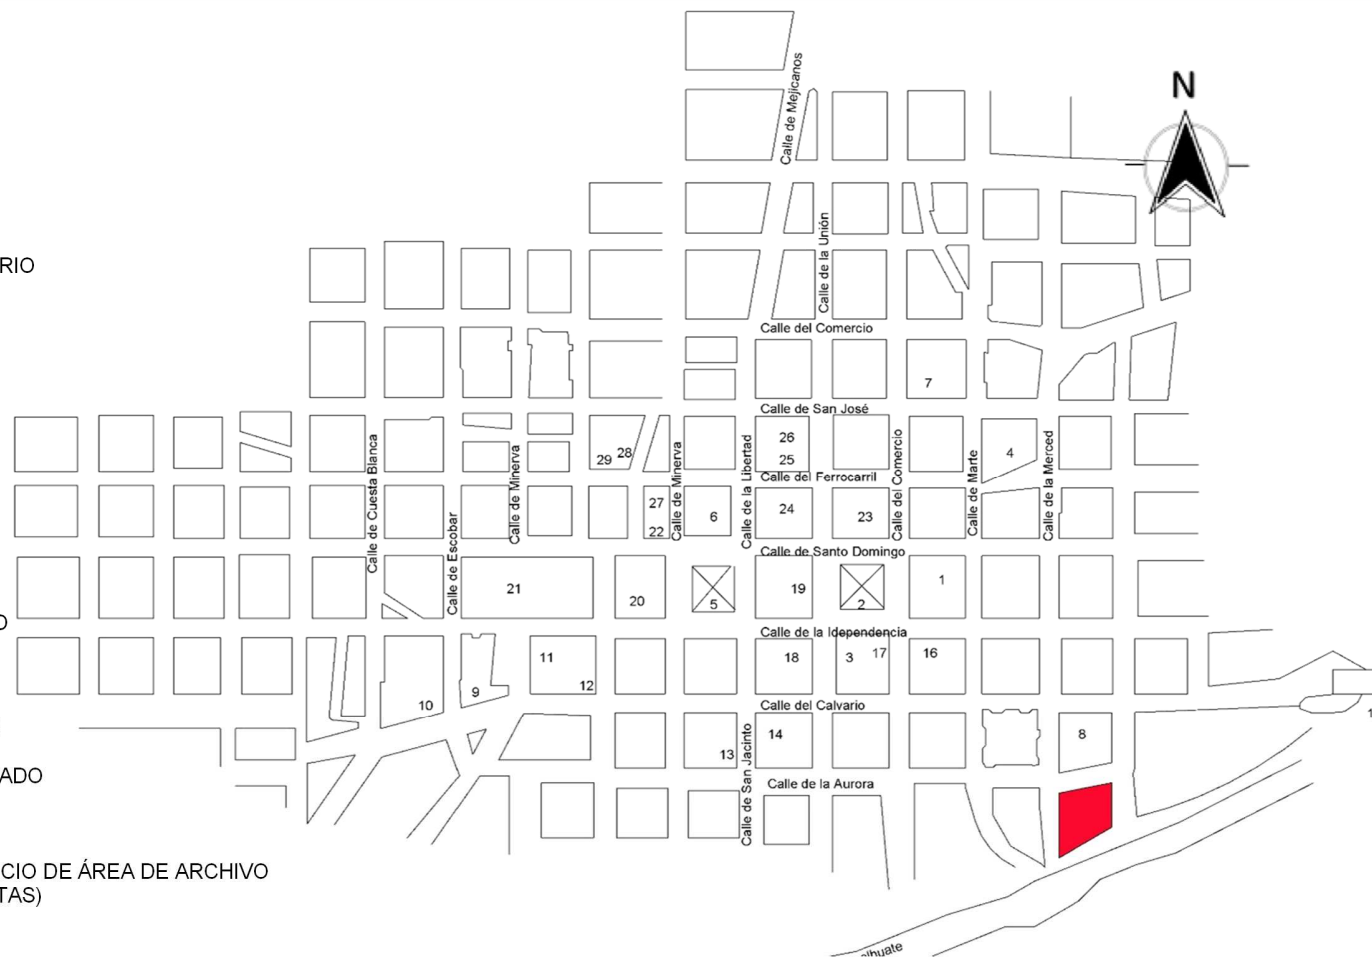 N
Calle de Mejicanos
Calle de la Unión
RIO
Calle del Comercio
7
Calle de San José
26
4
29 28
25
Calle de Cuesta Blanca
Calle de Minerva
Calle de Minerva
Calle de la Libertad
Calle del Comercio
Calle de Marte
Calle de la Merced
Calle del Ferrocarril
27
6
24
23
22
Calle de Escobar
Calle de Santo Domingo
21
20
5
19
2
1
O
Calle de la Idependencia
11
12
18
3
17
16
9
10
Calle del Calvario
1
13
14
8
Calle de San Jacinto
ADO
Calle de la Aurora
CIO DE ÁREA DE ARCHIVO
TAS)
elhuate